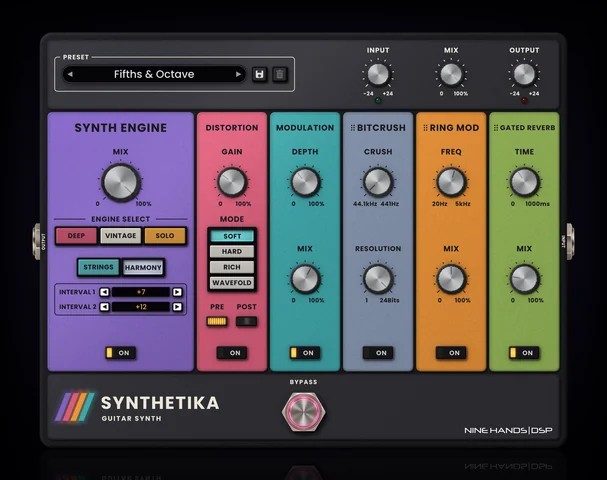 PRESET
Fifths & Octave
INPUT
-24 +24
MIX
0 100%
OUTPUT
-24 +24
SYNTH ENGINE
MIX
0 100%
ENGINE SELECT
DEEP VINTAGE SOLO
STRINGS HARMONY
INTERVAL 1 +7
INTERVAL 2 +12
ON
DISTORTION
GAIN
0 100%
MODE
SOFT
HARD
RICH
WAVEFOLD
PRE POST
ON
MODULATION
DEPTH
0 100%
MIX
0 100%
ON
BITCRUSH
CRUSH
44.1kHz 441Hz
RESOLUTION
1 24Bits
ON
RING MOD
FREQ
20Hz 5kHz
MIX
0 100%
ON
GATED REVERB
TIME
0 1000ms
MIX
0 100%
ON
OUTPUT
INPUT
SYNTHETIKA
GUITAR SYNTH
BYPASS
NINE HANDS|DSP